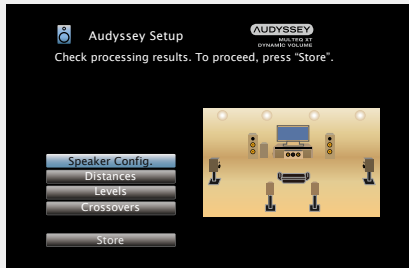 Audyssey Setup
AUDYSSEY
MULTEQ XT
DYNAMIC VOLUME
Check processing results. To proceed, press “Store”.
Speaker Config.
Distances
Levels
Crossovers
Store